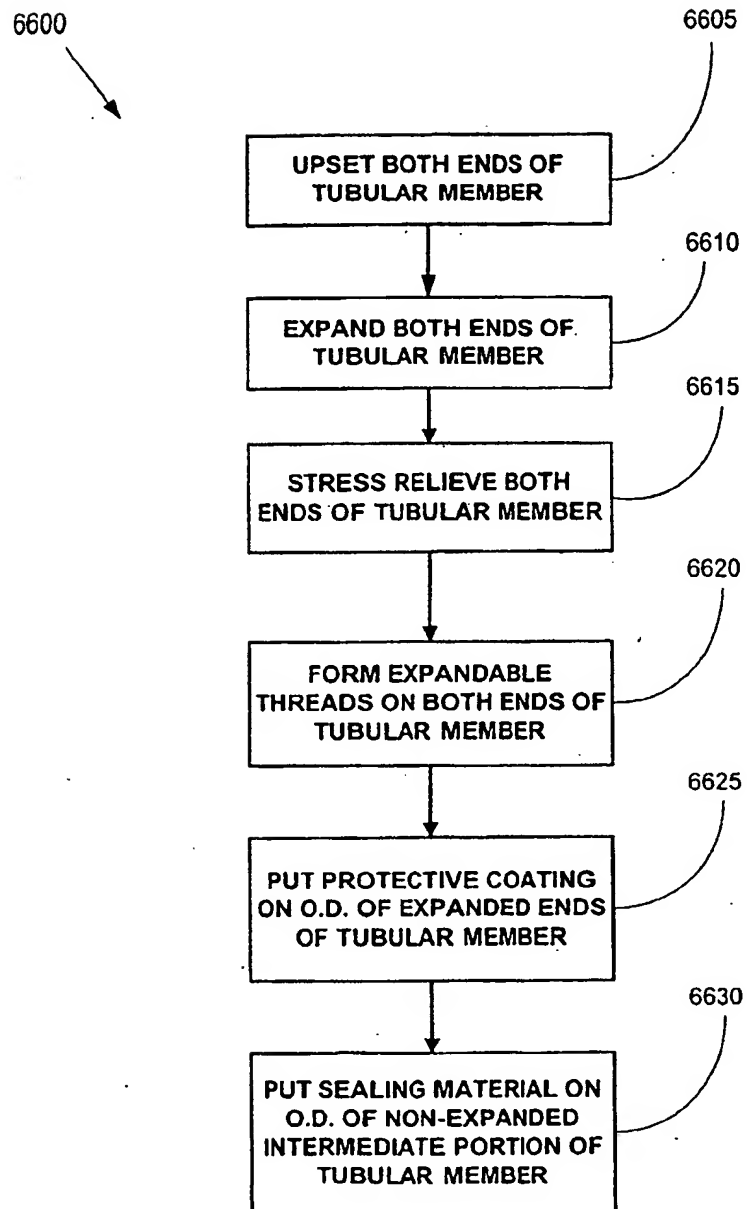 6600
6605
UPSET BOTH ENDS OF
TUBULAR MEMBER
6610
EXPAND BOTH ENDS OF
TUBULAR MEMBER
6615
STRESS RELIEVE BOTH
ENDS OF TUBULAR MEMBER
6620
FORM EXPANDABLE
THREADS ON BOTH ENDS OF
TUBULAR MEMBER
6625
PUT PROTECTIVE COATING
ON O.D. OF EXPANDED ENDS
OF TUBULAR MEMBER
6630
PUT SEALING MATERIAL ON
O.D. OF NON-EXPANDED
INTERMEDIATE PORTION OF
TUBULAR MEMBER